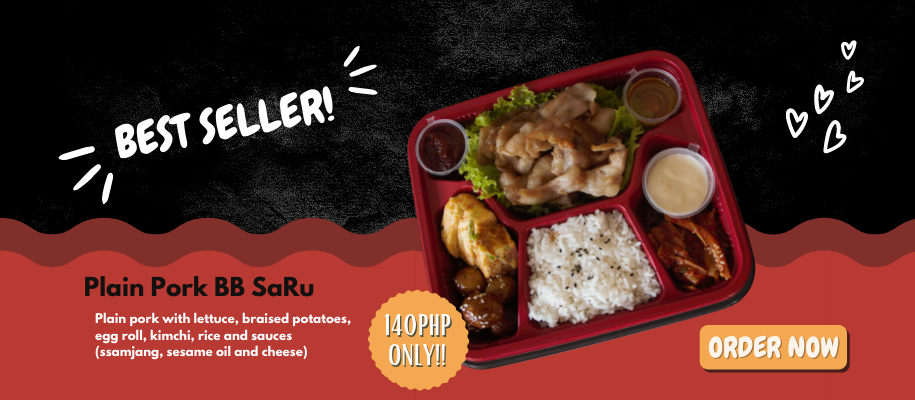 BEST SELLER!
Plain Pork BB SaRu
Plain pork with lettuce, braised potatoes,
egg roll, kimchi, rice and sauces
(ssamjang, sesame oil and cheese)
140PHP
ONLY!!
ORDER NOW